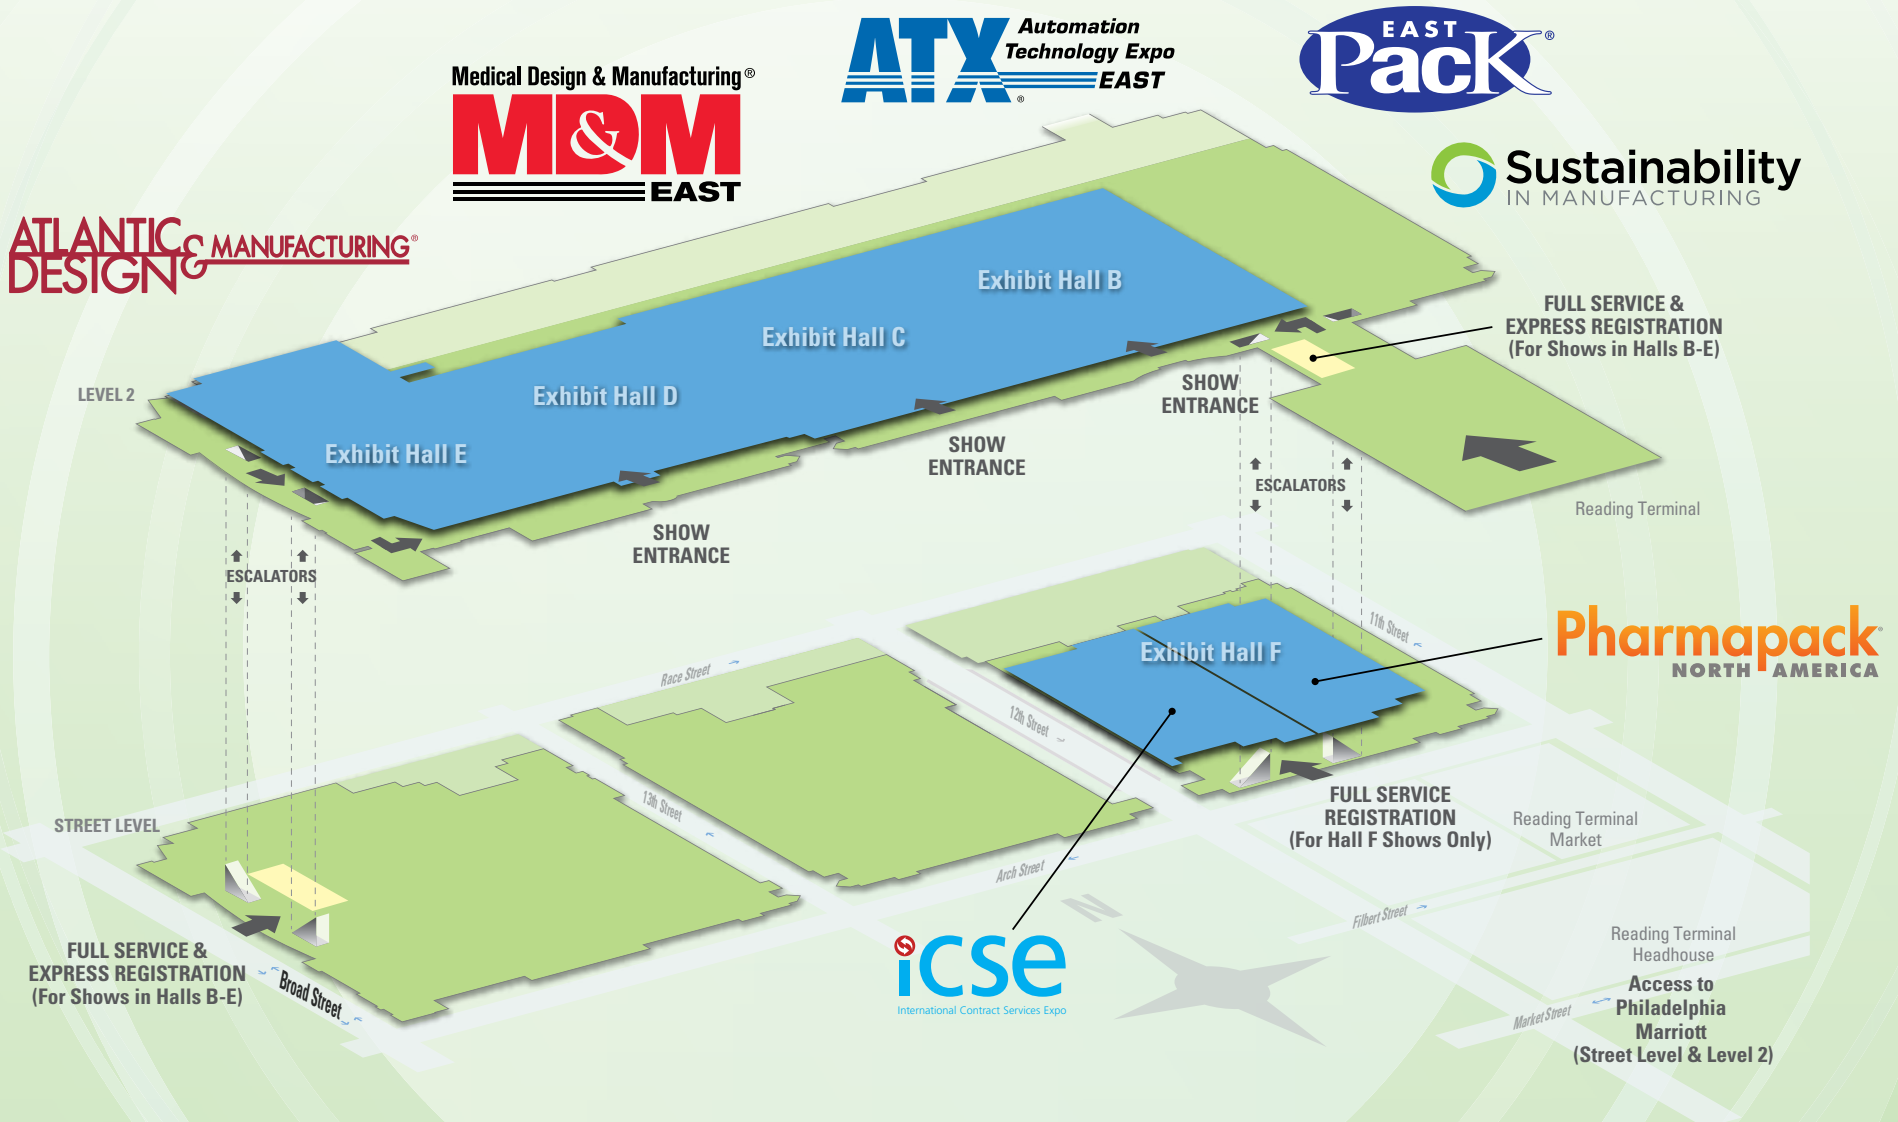 Automation
Technology Expo
ATX
EAST
®
EAST
Pack®
Medical Design & Manufacturing®
MD&M
EAST
Sustainability
IN MANUFACTURING
ATLANTIC
DESIGN & MANUFACTURING®
Exhibit Hall B
FULL SERVICE &
EXPRESS REGISTRATION
(For Shows in Halls B-E)
Exhibit Hall C
LEVEL 2
Exhibit Hall D
SHOW
ENTRANCE
Exhibit Hall E
SHOW
ENTRANCE
ESCALATORS
Reading Terminal
SHOW
ENTRANCE
ESCALATORS
11th Street
Pharmapack®
NORTH AMERICA
Exhibit Hall F
Race Street
12th Street
13th Street
FULL SERVICE
REGISTRATION
(For Hall F Shows Only)
STREET LEVEL
Reading Terminal
Market
Arch Street
Filbert Street
FULL SERVICE &
EXPRESS REGISTRATION
(For Shows in Halls B-E)
Broad Street
N
icse
International Contract Services Expo
Reading Terminal
Headhouse
Access to
Philadelphia
Marriott
(Street Level & Level 2)
Market Street